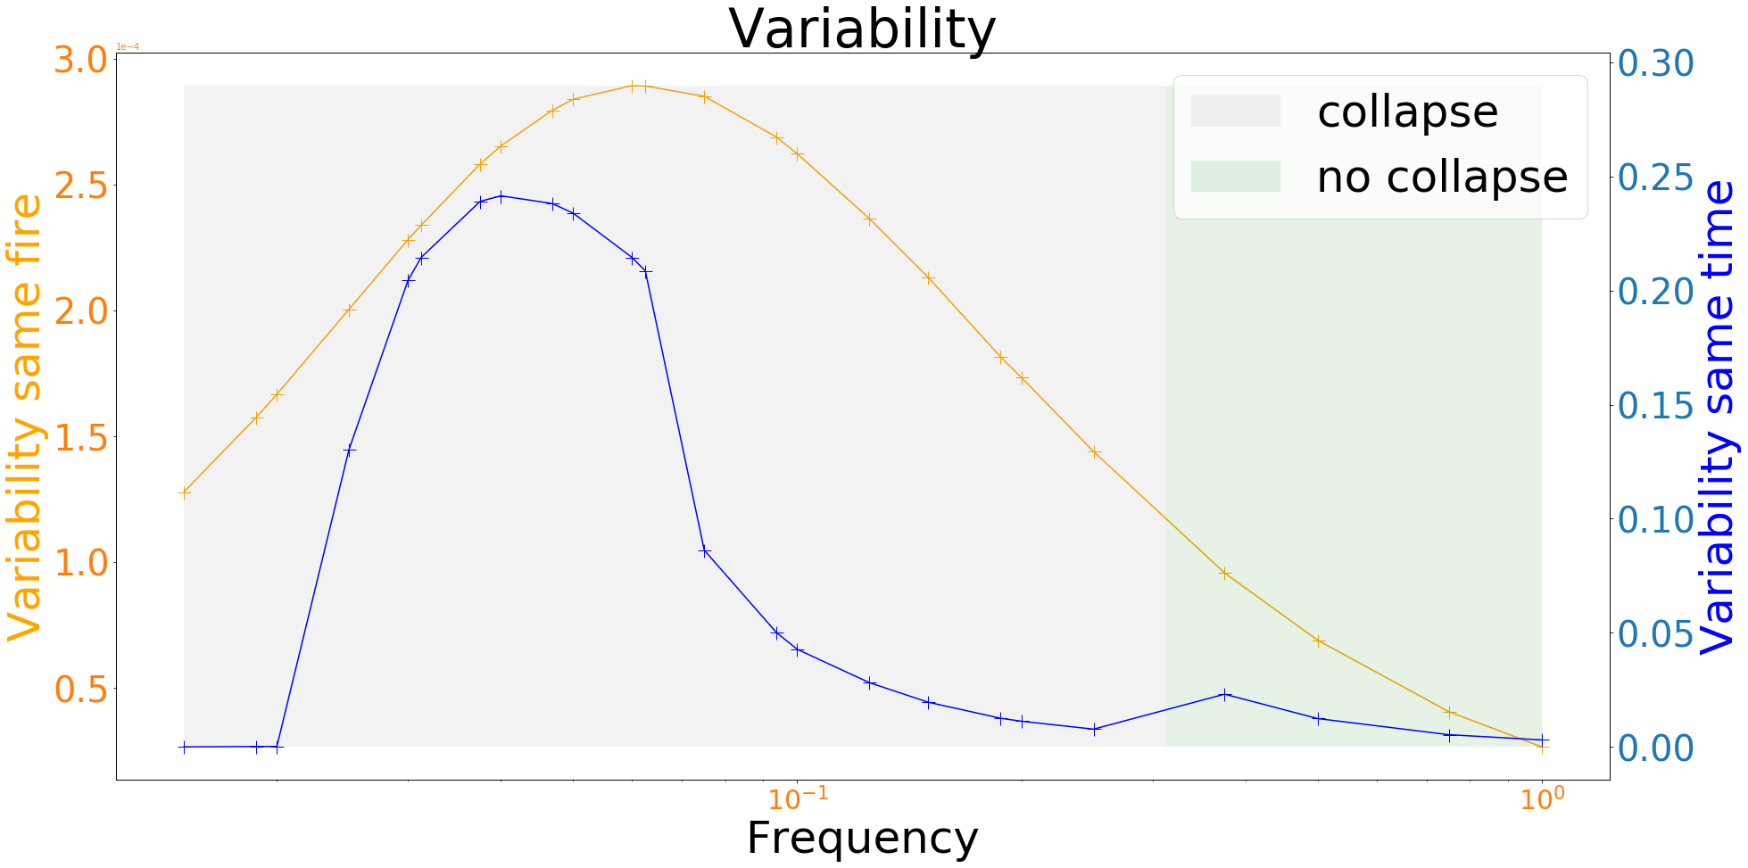 Variability
1e−4
3.0
2.5
2.0
1.5
1.0
0.5
Variability same fire
0.30
0.25
0.20
0.15
0.10
0.05
0.00
Variability same time
collapse
no collapse
10⁻¹
10⁰
Frequency